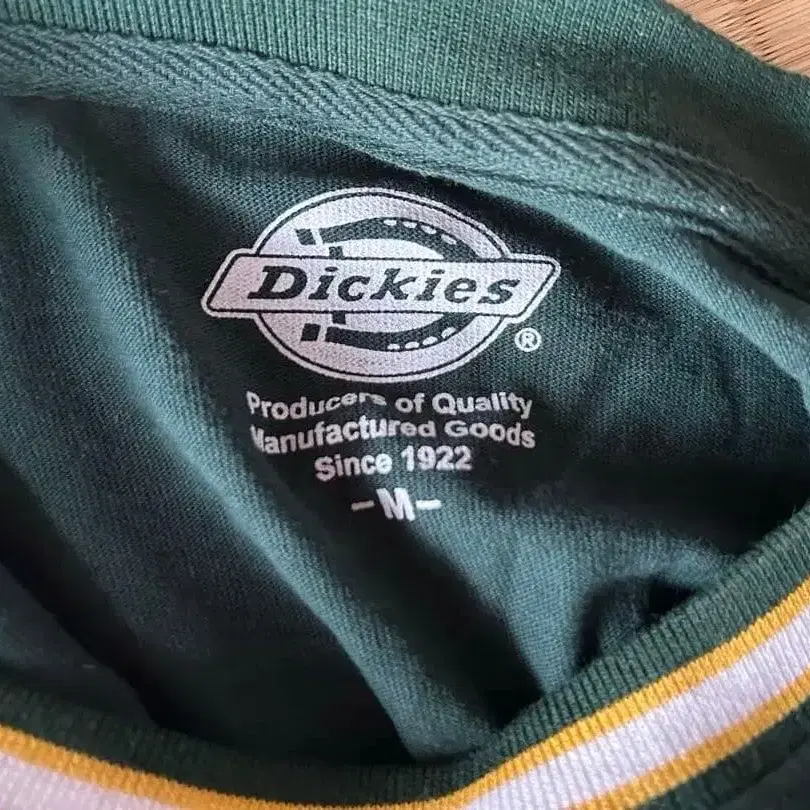 Dickies
®
Producers of Quality
Manufactured Goods
Since 1922
-M-